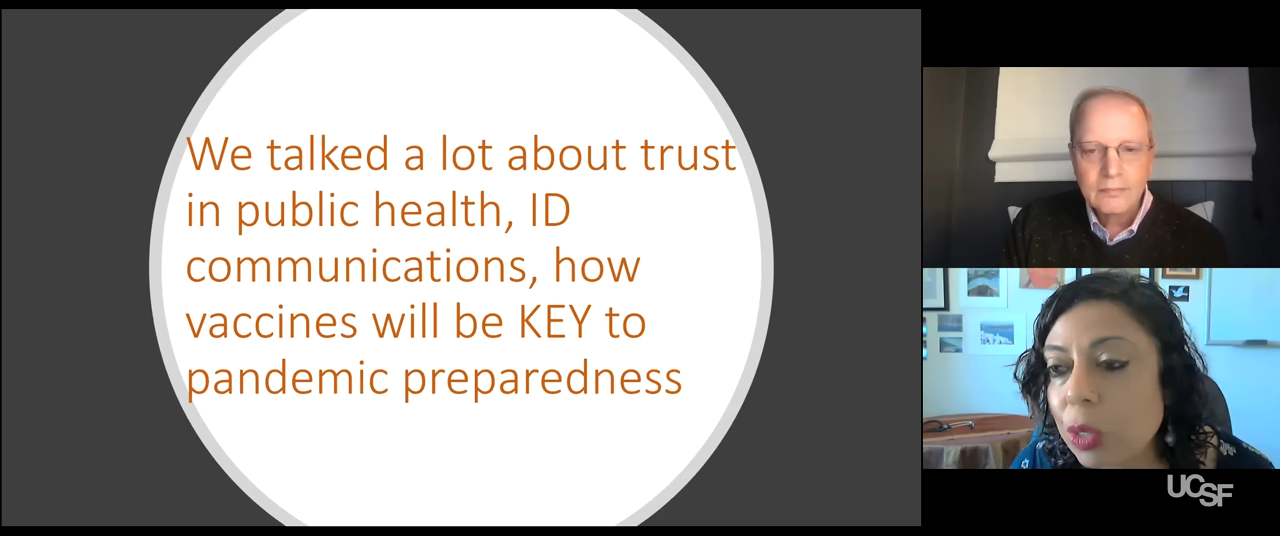 We talked a lot about trust
in public health, ID
communications, how
vaccines will be KEY to
pandemic preparedness
UCSF